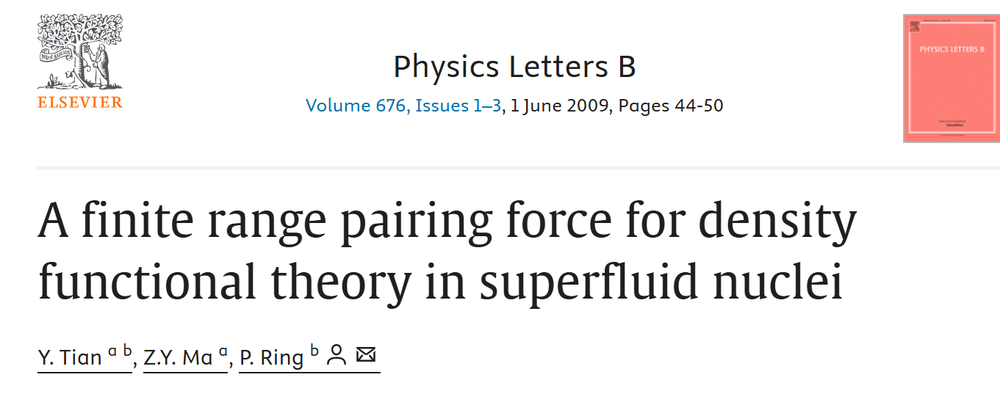 NON SOLUS
ELSEVIER
Physics Letters B
Volume 676, Issues 1–3, 1 June 2009, Pages 44-50
PHYSICS LETTERS B
A finite range pairing force for density
functional theory in superfluid nuclei
Y. Tian a b, Z.Y. Ma a, P. Ring b